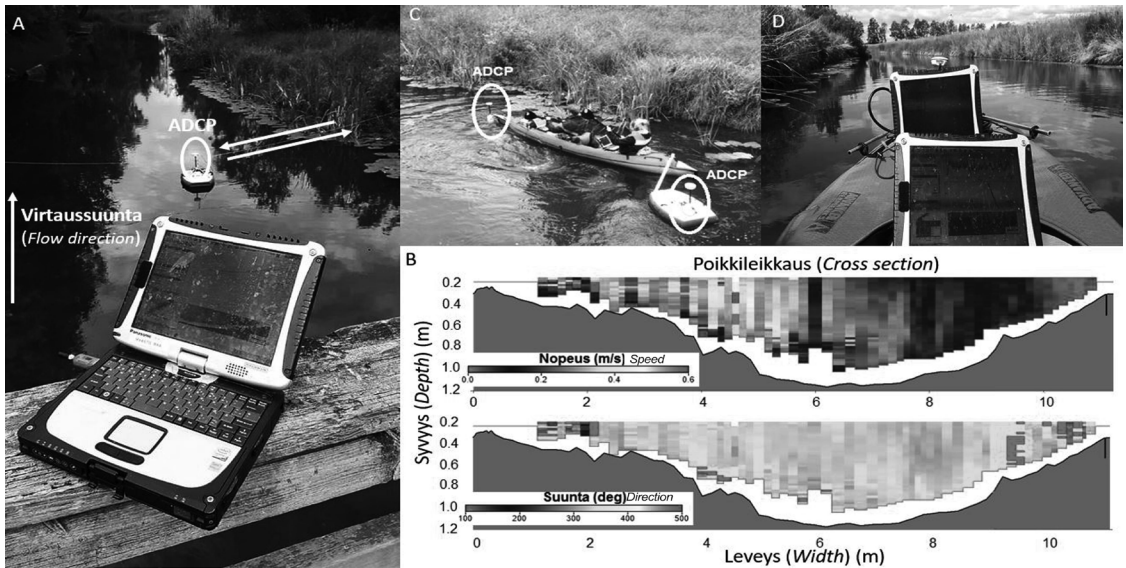 A
ADCP
Virtaussuunta
(Flow direction)
Panasonic
C
ADCP
ADCP
D
B
Poikkileikkaus (Cross section)
Syvyys (Depth) (m)
0.2
0.4
0.6
0.8
1.0
1.2
Nopeus (m/s) Speed
0.0 0.2 0.4 0.6
0 2 4 6 8 10
0.2
0.4
0.6
0.8
1.0
1.2
Suunta (deg) Direction
100 200 300 400 500
0 2 4 6 8 10
Leveys (Width) (m)